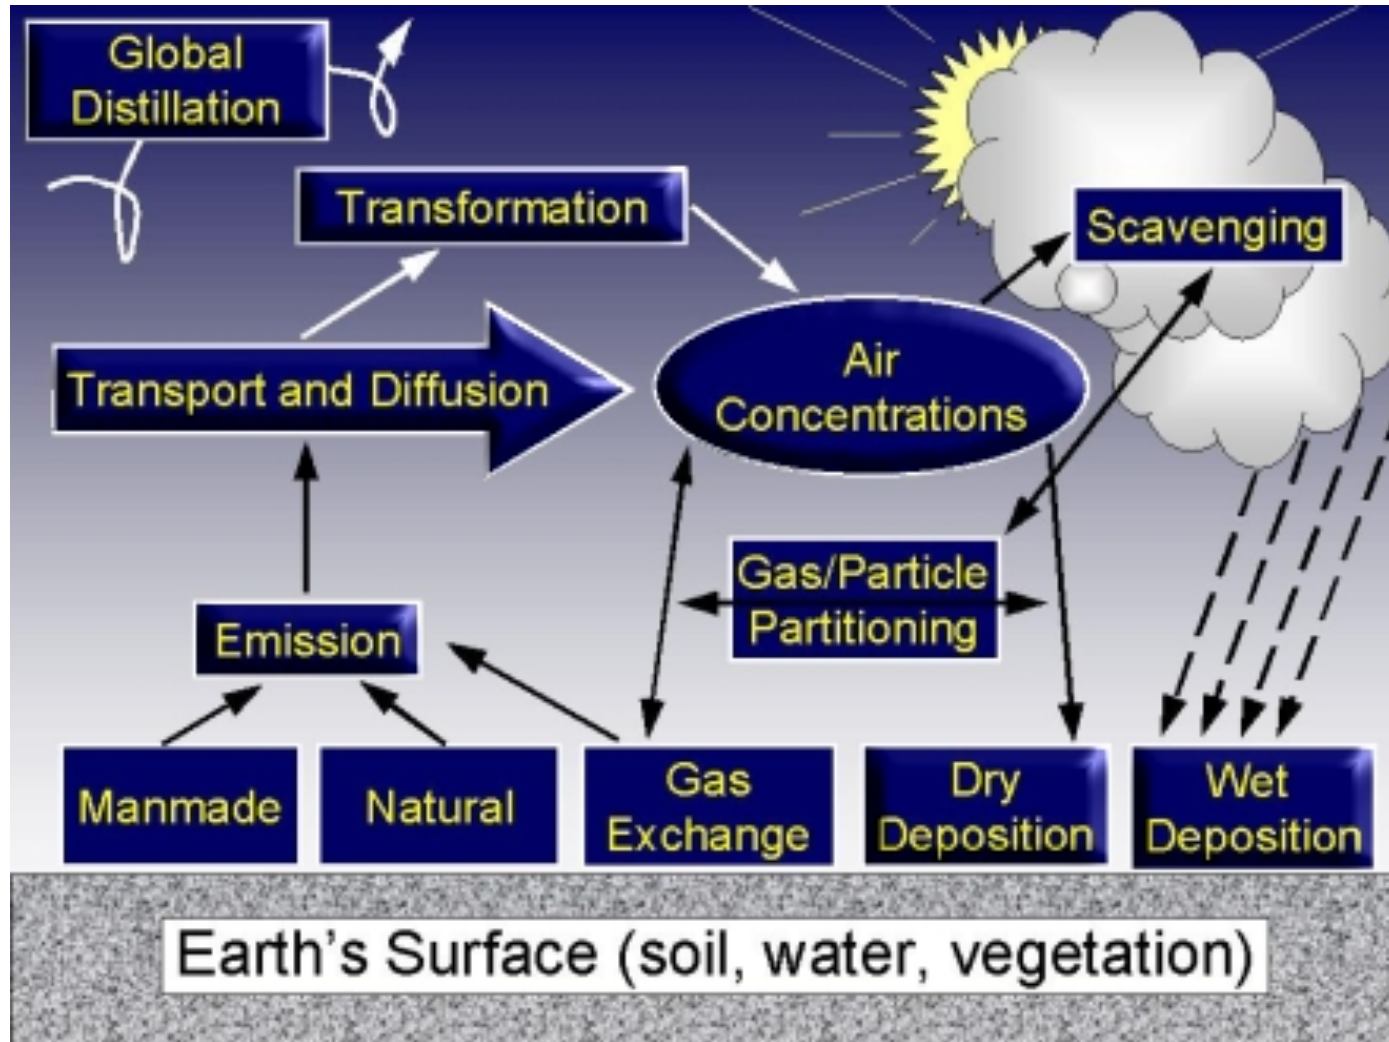 Global
Distillation
Transformation
Scavenging
Transport and Diffusion
Air
Concentrations
Gas/Particle
Partitioning
Emission
Manmade
Natural
Gas
Exchange
Dry
Deposition
Wet
Deposition
Earth's Surface (soil, water, vegetation)